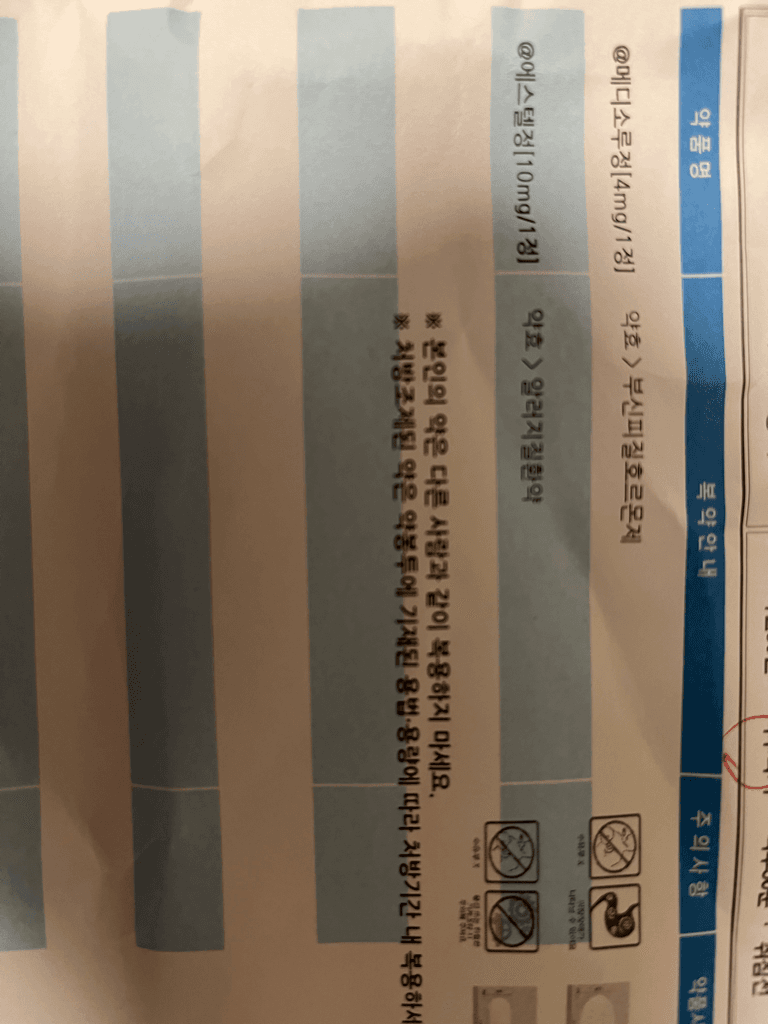 약품명 복약안내 주의사항
@메디소루정[4mg/1정] 약효 > 부신피질호르몬제
@에스텔정[10mg/1정] 약효 > 알러지질환약
※ 본인의 약은 다른 사람과 같이 복용하지 마세요.
※ 처방조제된 약은 약봉투에 기재된 용법·용량에 따라 처방기간 내 복용하시